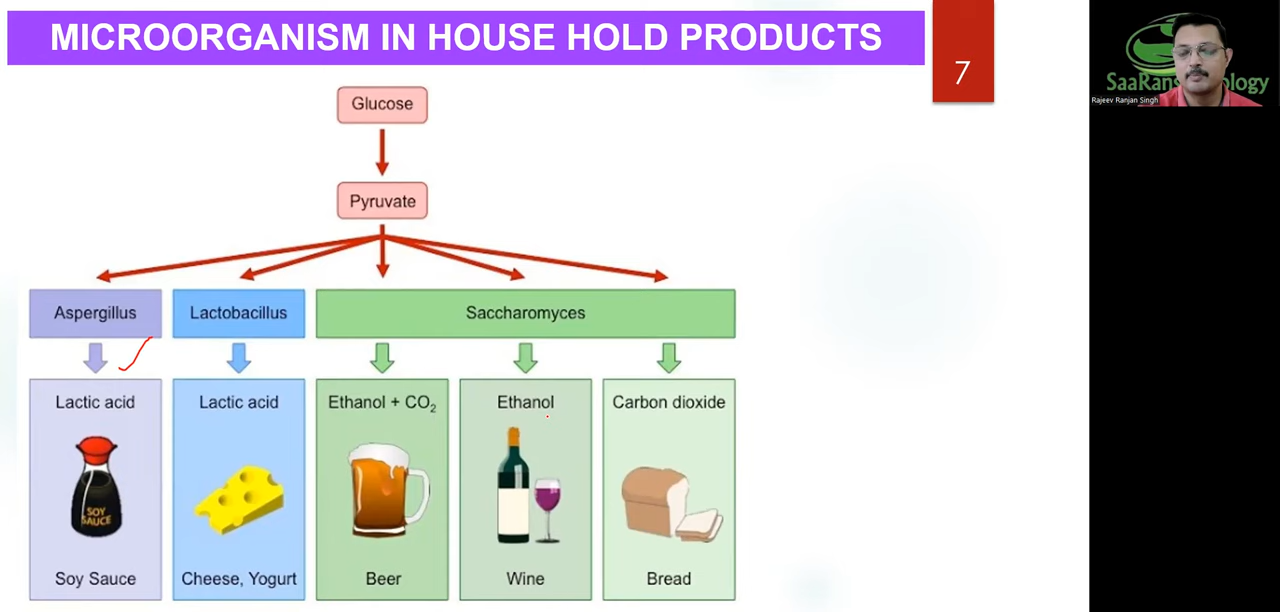 MICROORGANISM IN HOUSE HOLD PRODUCTS
7
Rajeev Ranjan Singh
Glucose
Pyruvate
Aspergillus
Lactobacillus
Saccharomyces
Lactic acid
Lactic acid
Ethanol + CO₂
Ethanol
Carbon dioxide
SOY
SAUCE
Soy Sauce
Cheese, Yogurt
Beer
Wine
Bread